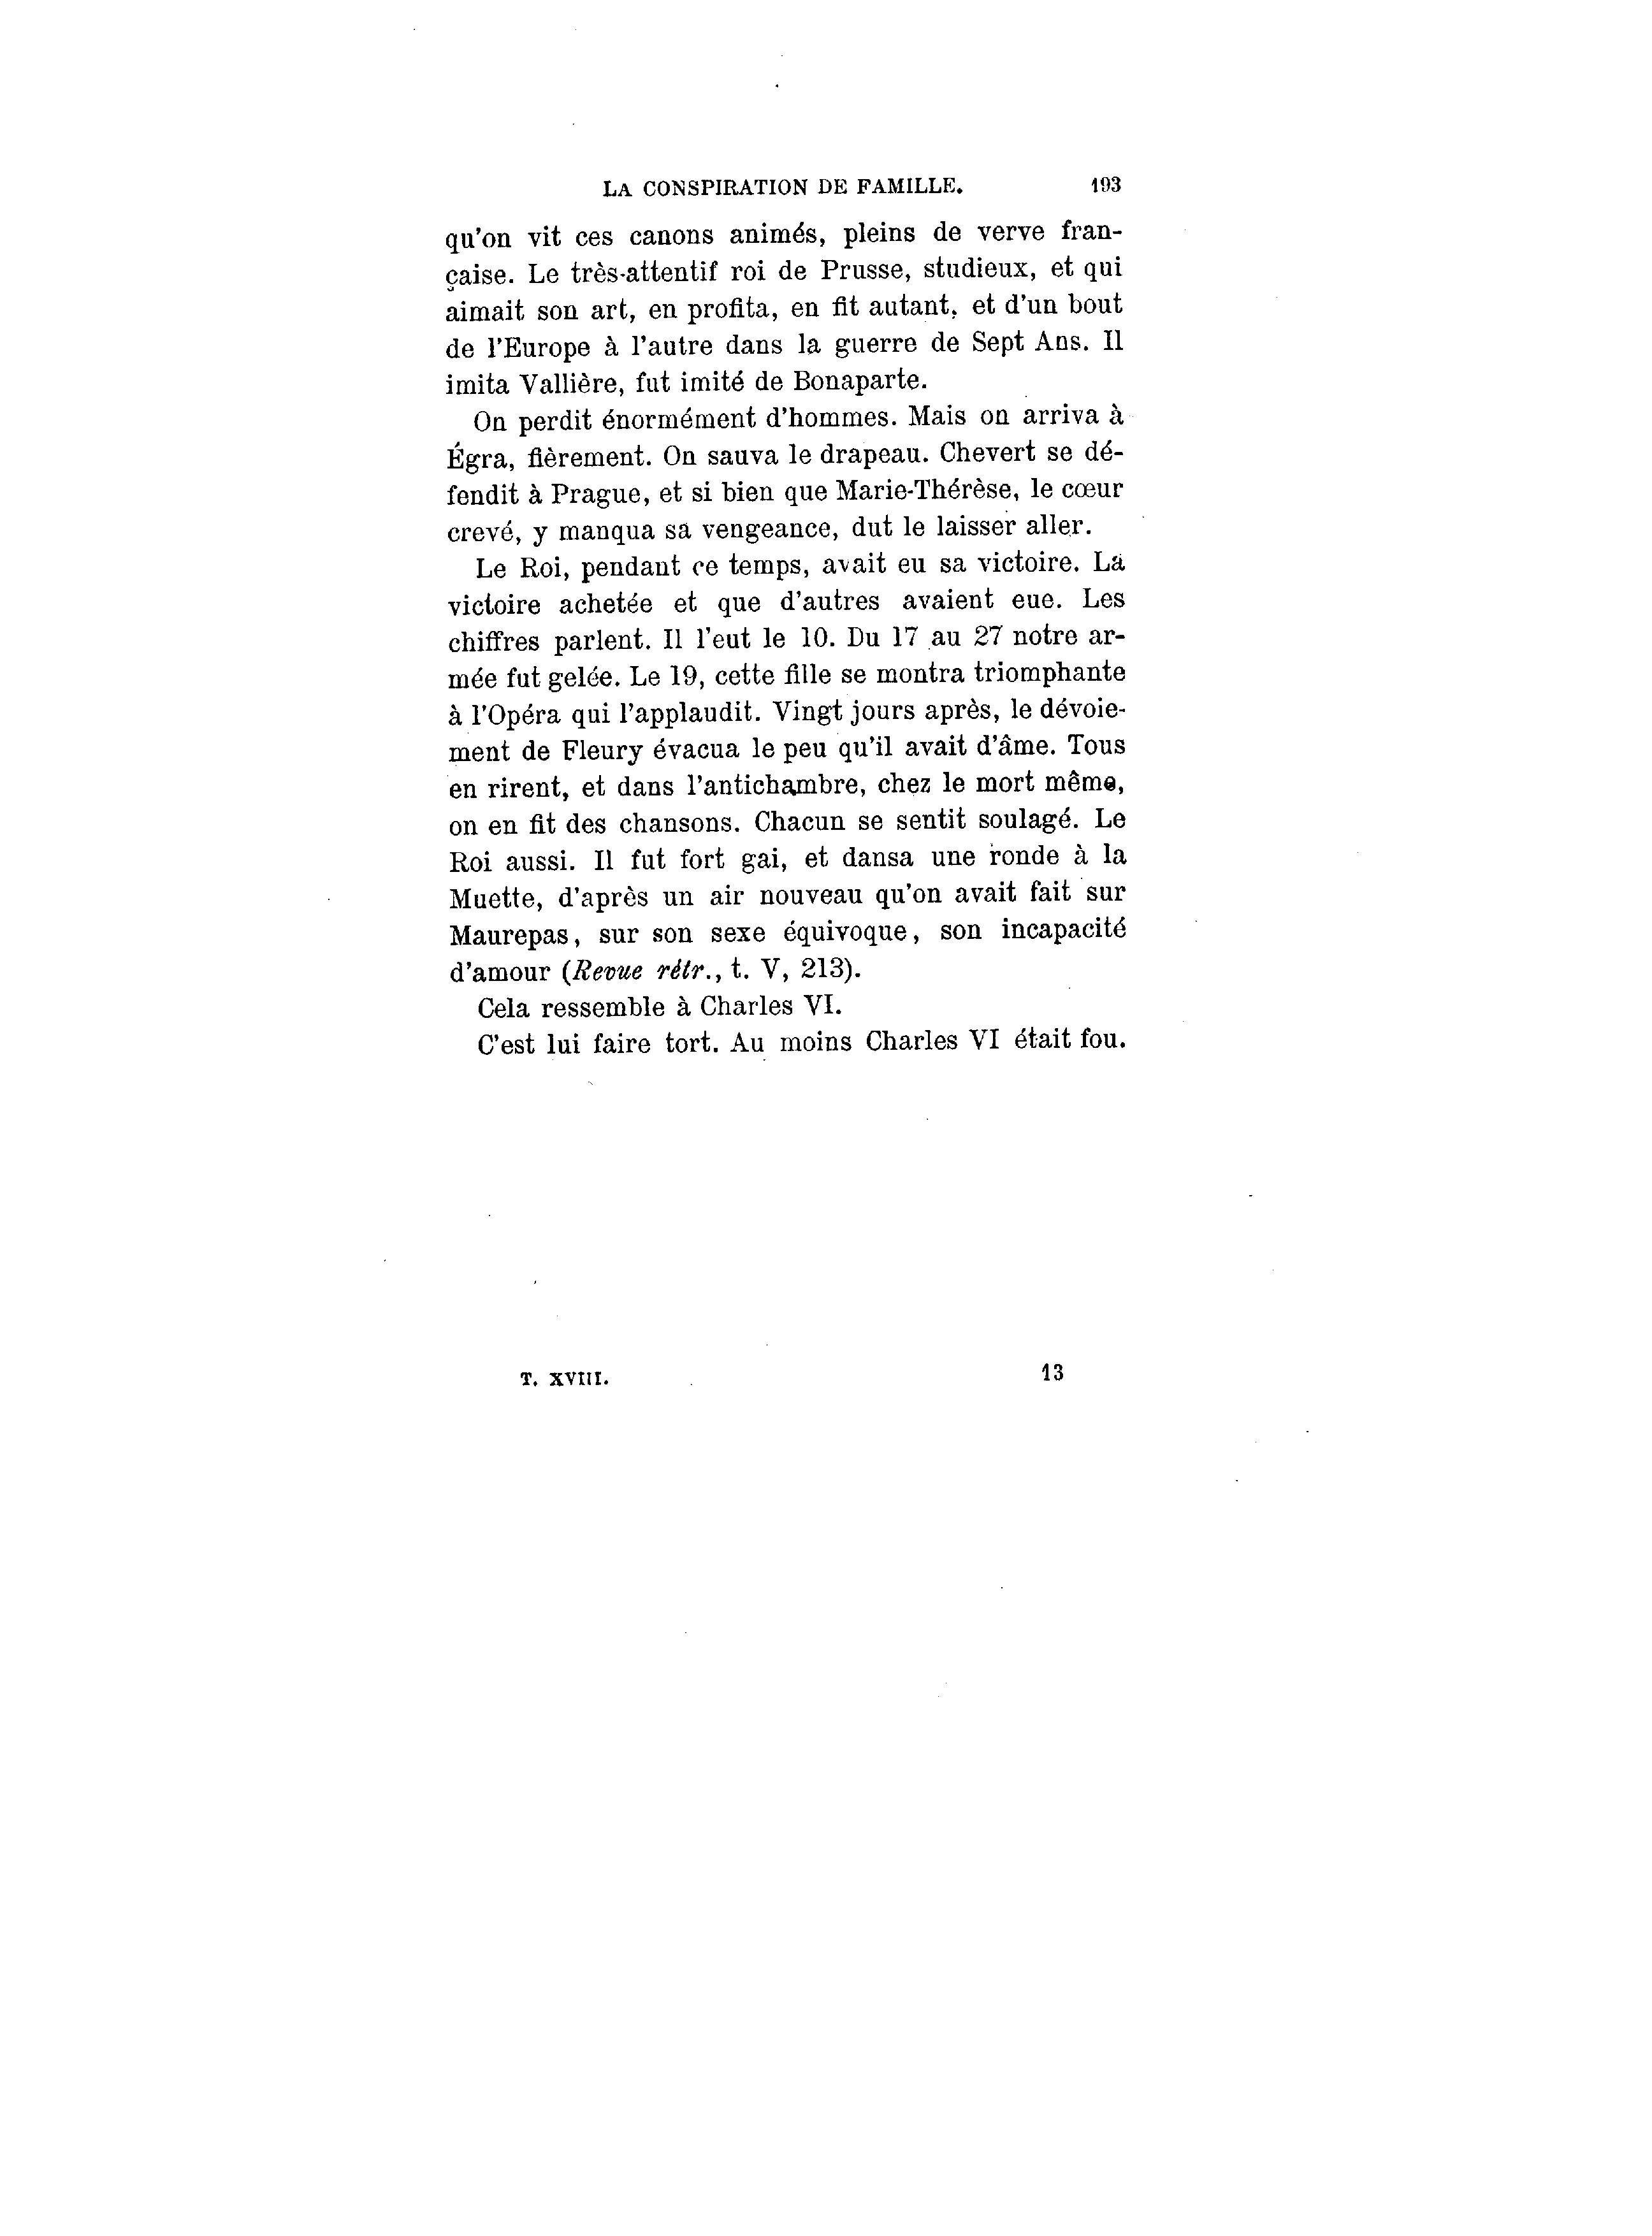 LA CONSPIRATION DE FAMILLE. 193
qu'on vit ces canons animés, pleins de verve fran-
çaise. Le très-attentif roi de Prusse, studieux, et qui
aimait son art, en profita, en fit autant, et d'un bout
de l'Europe à l'autre dans la guerre de Sept Ans. Il
imita Vallière, fut imité de Bonaparte.
On perdit énormément d'hommes. Mais on arriva à
Égra, fièrement. On sauva le drapeau. Chevert se dé-
fendit à Prague, et si bien que Marie-Thérèse, le cœur
crevé, y manqua sa vengeance, dut le laisser aller.
Le Roi, pendant ce temps, avait eu sa victoire. La
victoire achetée et que d'autres avaient eue. Les
chiffres parlent. Il l'eut le 10. Du 17 au 27 notre ar-
mée fut gelée. Le 19, cette fille se montra triomphante
à l'Opéra qui l'applaudit. Vingt jours après, le dévoie-
ment de Fleury évacua le peu qu'il avait d'âme. Tous
en rirent, et dans l'antichambre, chez le mort même,
on en fit des chansons. Chacun se sentit soulagé. Le
Roi aussi. Il fut fort gai, et dansa une ronde à la
Muette, d'après un air nouveau qu'on avait fait sur
Maurepas, sur son sexe équivoque, son incapacité
d'amour (Revue rétr., t. V, 213).
Cela ressemble à Charles VI.
C'est lui faire tort. Au moins Charles VI était fou.
T. XVIII. 13